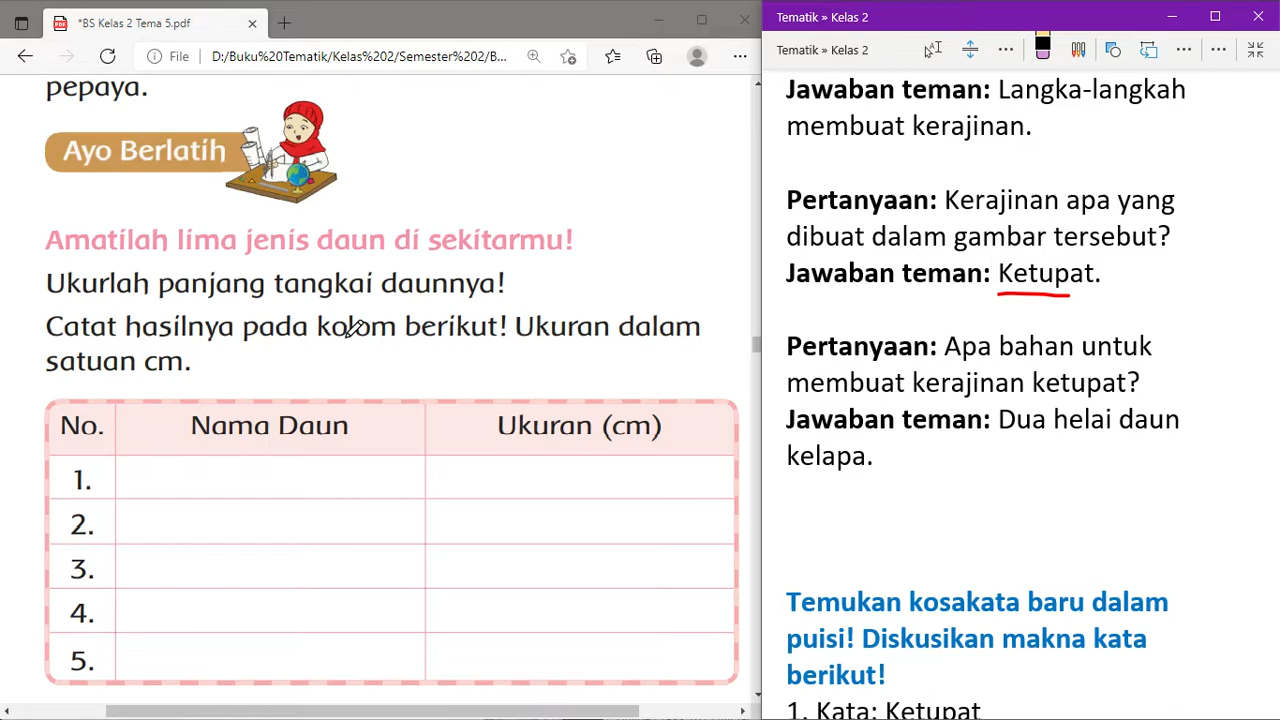 *BS Kelas 2 Tema 5.pdf
File
D:/Buku%20Tematik/Kelas%202/Semester%202/B...
pepaya.
Ayo Berlatih
Amatilah lima jenis daun di sekitarmu!
Ukurlah panjang tangkai daunnya!
Catat hasilnya pada kolom berikut! Ukuran dalam
satuan cm.
No. Nama Daun Ukuran (cm)
1.
2.
3.
4.
5.
Tematik » Kelas 2
Tematik » Kelas 2
Jawaban teman: Langka-langkah
membuat kerajinan.
Pertanyaan: Kerajinan apa yang
dibuat dalam gambar tersebut?
Jawaban teman: Ketupat.
Pertanyaan: Apa bahan untuk
membuat kerajinan ketupat?
Jawaban teman: Dua helai daun
kelapa.
Temukan kosakata baru dalam
puisi! Diskusikan makna kata
berikut!
1. Kata: Ketupat